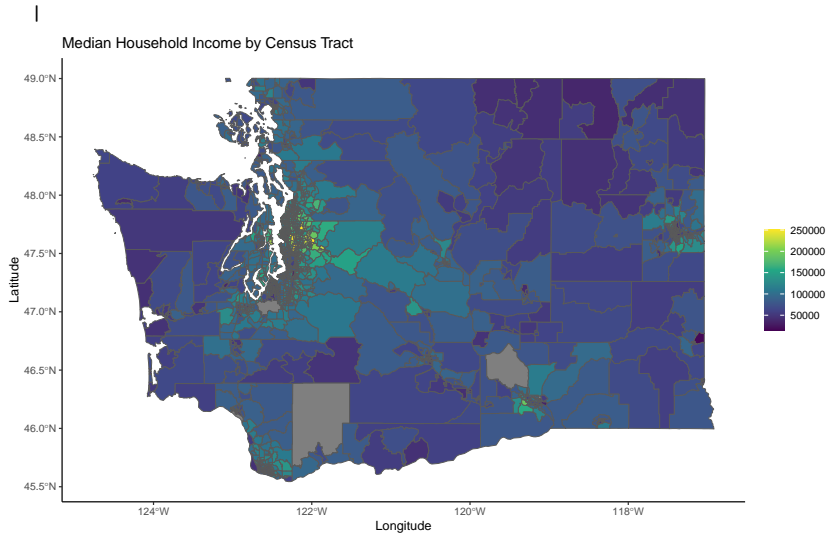 l
Median Household Income by Census Tract
49.0°N
48.5°N
48.0°N
47.5°N
47.0°N
46.5°N
46.0°N
45.5°N
Latitude
124°W
122°W
120°W
118°W
Longitude
250000
200000
150000
100000
50000